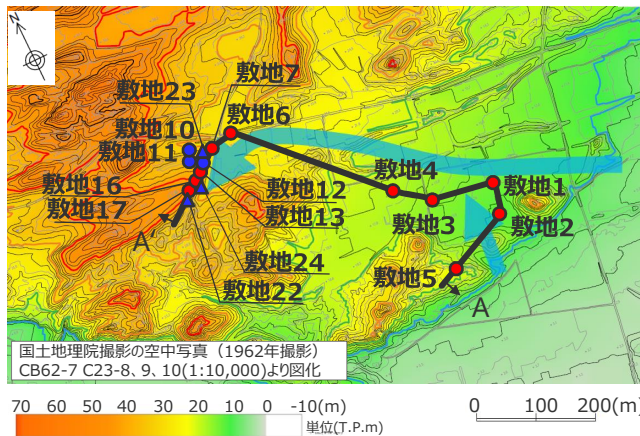 N
敷地7
敷地23
敷地6
敷地10
敷地11
敷地4
敷地1
敷地16
敷地12
敷地17
敷地13
敷地3
敷地2
A'
敷地24
敷地5
敷地22
A
国土地理院撮影の空中写真（1962年撮影）
CB62-7 C23-8、9、10(1:10,000)より図化
70 60 50 40 30 20 10 0 -10(m)
単位(T.P.m)
0 100 200(m)